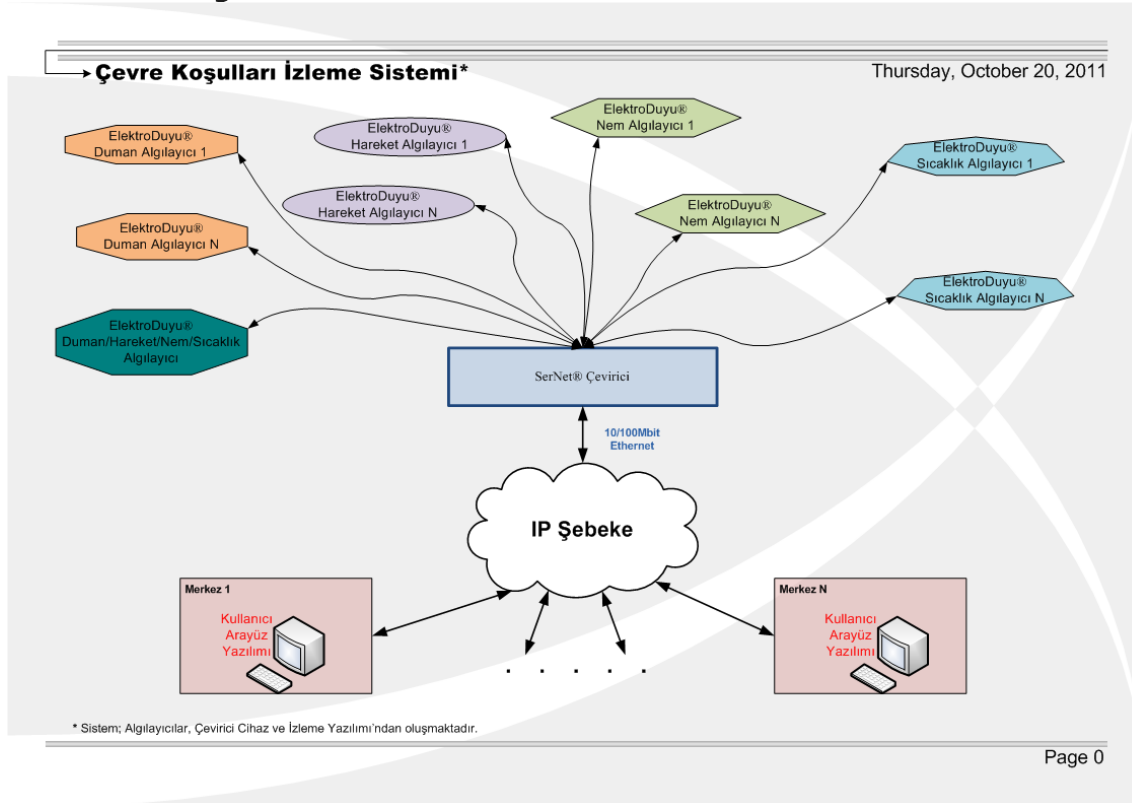 Çevre Koşulları İzleme Sistemi*
Thursday, October 20, 2011
ElektroDuyu®
Duman Algılayıcı 1
ElektroDuyu®
Hareket Algılayıcı 1
ElektroDuyu®
Nem Algılayıcı 1
ElektroDuyu®
Sıcaklık Algılayıcı 1
ElektroDuyu®
Duman Algılayıcı N
ElektroDuyu®
Hareket Algılayıcı N
ElektroDuyu®
Nem Algılayıcı N
ElektroDuyu®
Sıcaklık Algılayıcı N
ElektroDuyu®
Duman/Hareket/Nem/Sıcaklık
Algılayıcı
SerNet® Çevirici
10/100Mbit
Ethernet
IP Şebeke
Merkez 1
Kullanıcı
Arayüz
Yazılımı
. . . . .
Merkez N
Kullanıcı
Arayüz
Yazılımı
* Sistem; Algılayıcılar, Çevirici Cihaz ve İzleme Yazılımı’ndan oluşmaktadır.
Page 0